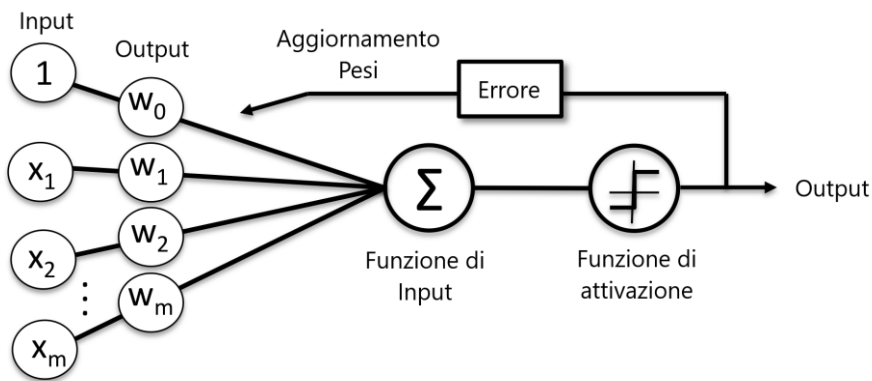 Input
Output
1
w0
x1
w1
x2
w2
⋮
xm
wm
Aggiornamento
Pesi
Errore
Σ
Funzione di
Input
Funzione di
attivazione
Output